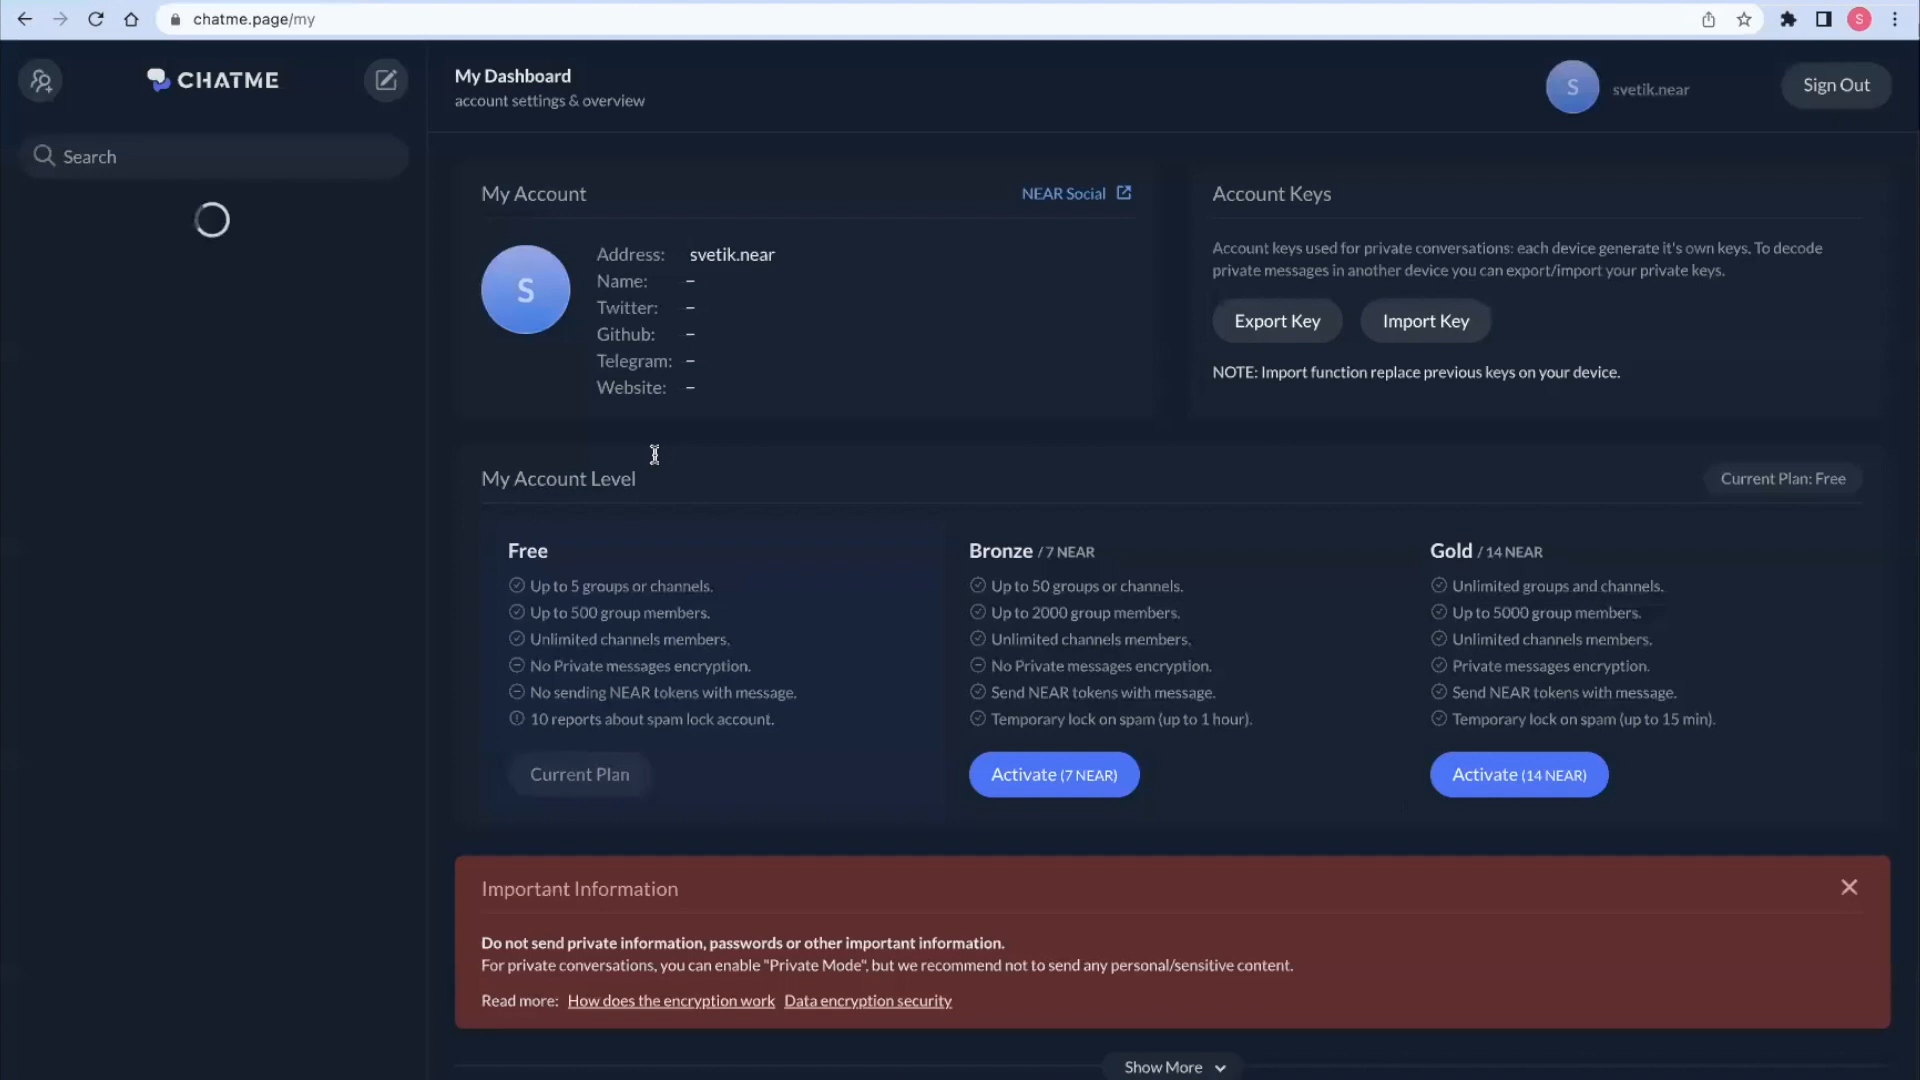 chatme.page/my
S
CHATME
Search
My Dashboard
account settings & overview
S
svetik.near
Sign Out
My Account
NEAR Social
S
Address: svetik.near
Name: –
Twitter: –
Github: –
Telegram: –
Website: –
Account Keys
Account keys used for private conversations: each device generate it's own keys. To decode
private messages in another device you can export/import your private keys.
Export Key
Import Key
NOTE: Import function replace previous keys on your device.
My Account Level
Current Plan: Free
Free
Up to 5 groups or channels.
Up to 500 group members.
Unlimited channels members.
No Private messages encryption.
No sending NEAR tokens with message.
10 reports about spam lock account.
Current Plan
Bronze / 7 NEAR
Up to 50 groups or channels.
Up to 2000 group members.
Unlimited channels members.
No Private messages encryption.
Send NEAR tokens with message.
Temporary lock on spam (up to 1 hour).
Activate (7 NEAR)
Gold / 14 NEAR
Unlimited groups and channels.
Up to 5000 group members.
Unlimited channels members.
Private messages encryption.
Send NEAR tokens with message.
Temporary lock on spam (up to 15 min).
Activate (14 NEAR)
Important Information
Do not send private information, passwords or other important information.
For private conversations, you can enable "Private Mode", but we recommend not to send any personal/sensitive content.
Read more: How does the encryption work Data encryption security
Show More